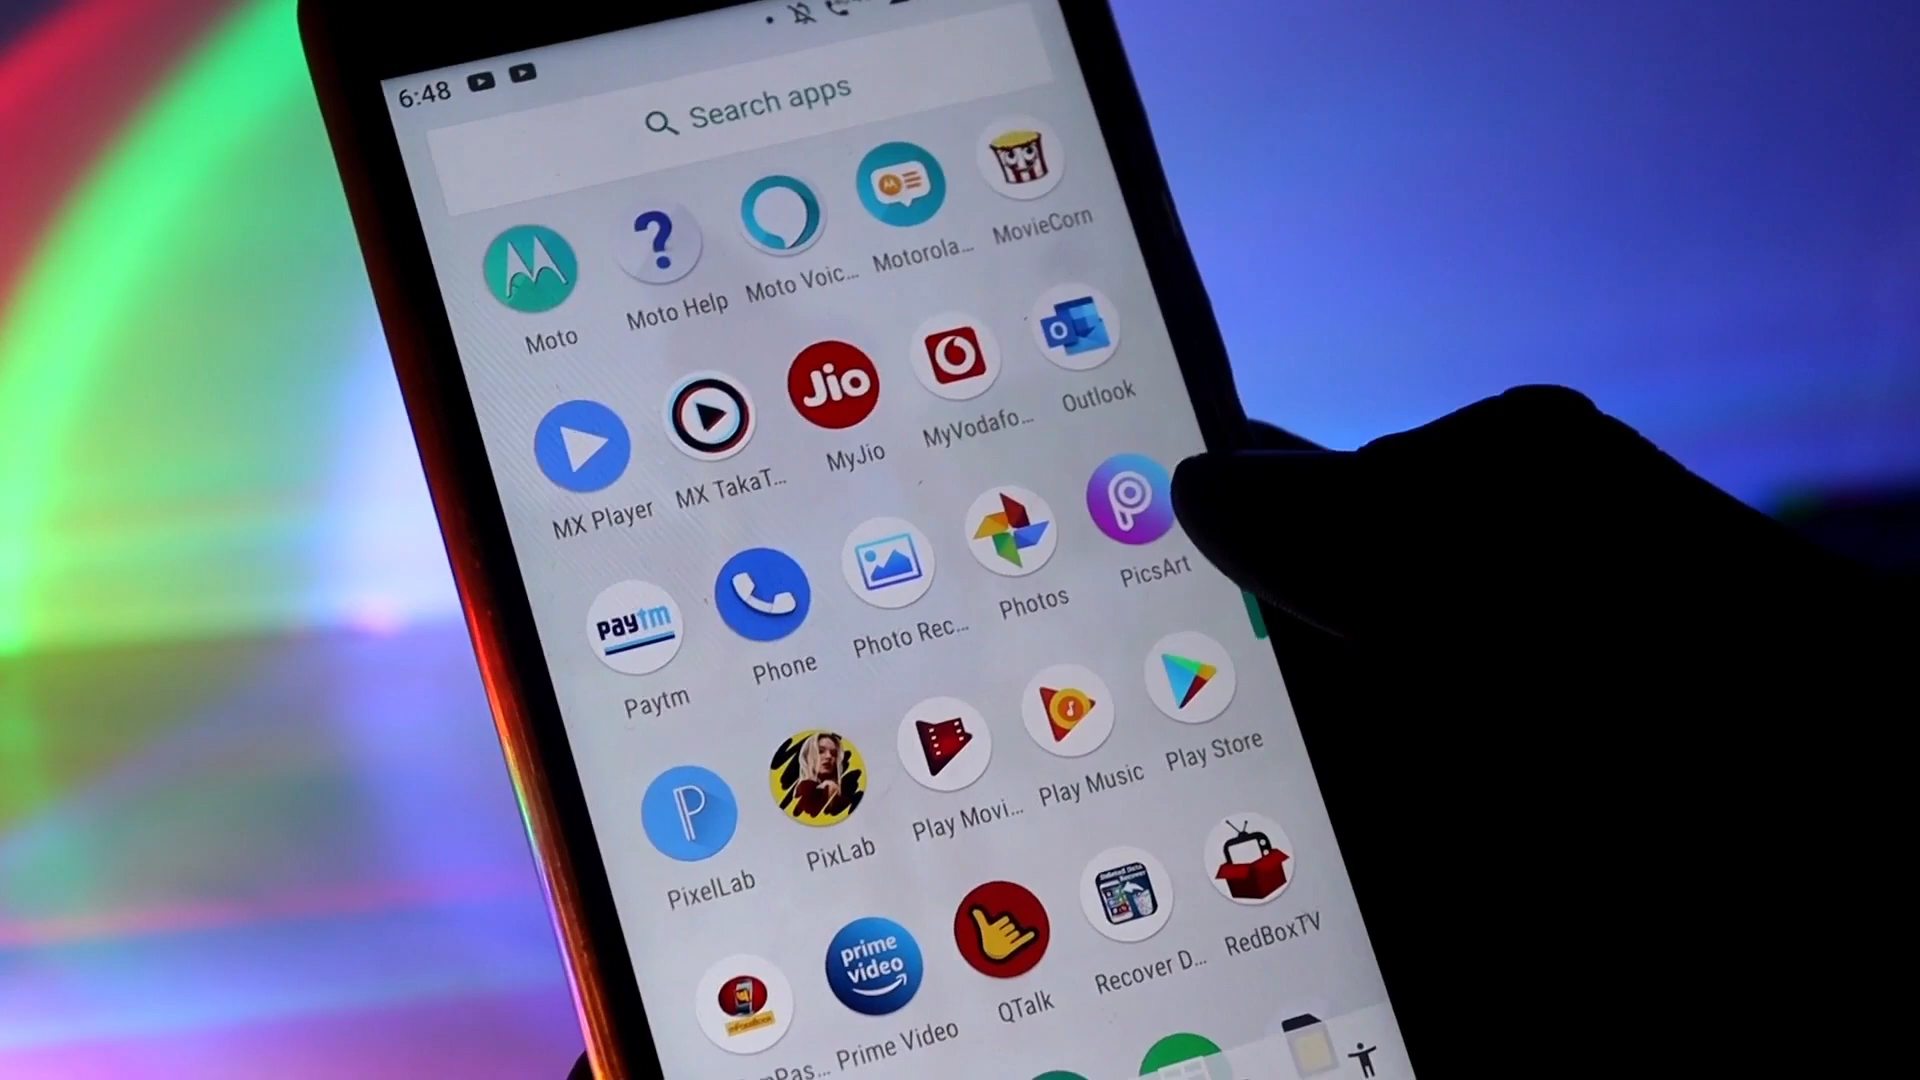 6:48
Search apps
Moto
Moto Help
Moto Voic...
Motorola...
MovieCorn
Jio
MX Player
MX TakaT...
MyJio
MyVodafo...
Outlook
paytm
Paytm
Phone
Photo Rec...
Photos
PicsArt
PixelLab
PixLab
Play Movi...
Play Music
Play Store
prime
video
Prime Video
QTalk
Recover D...
RedBoxTV